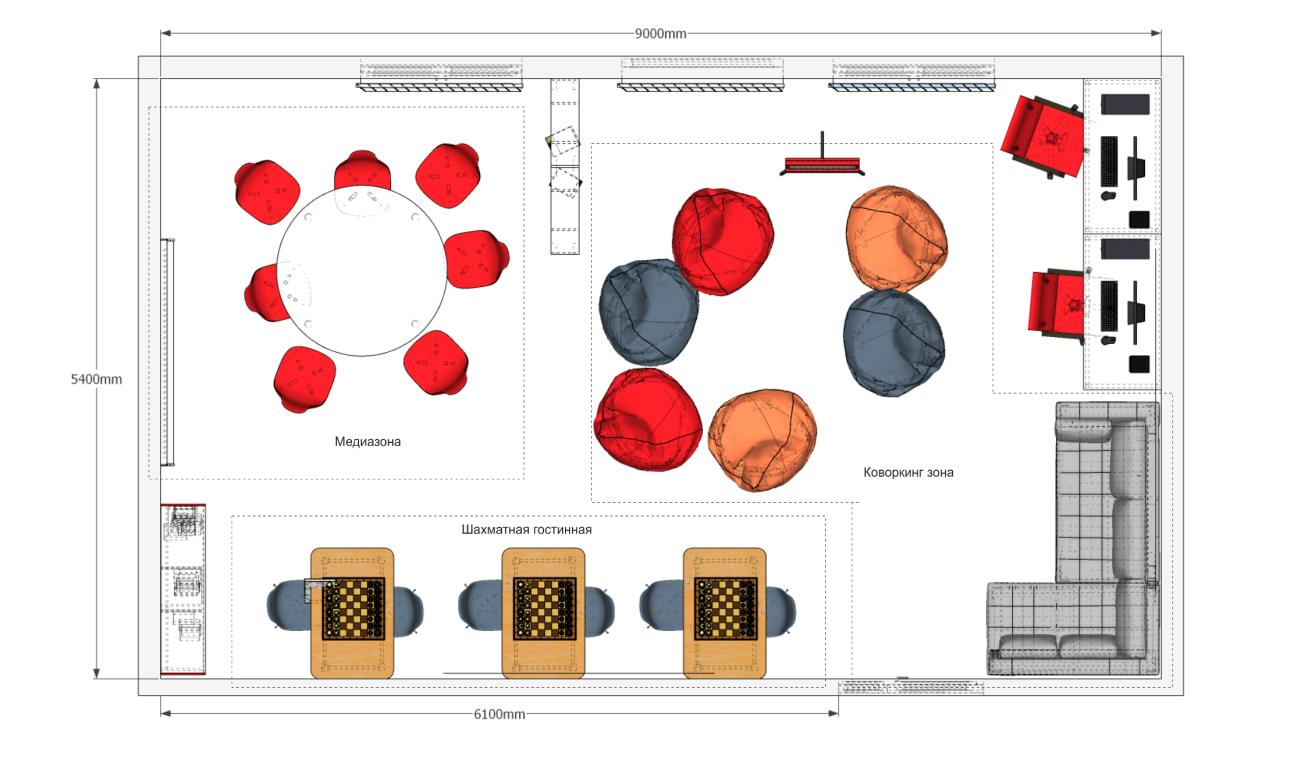 9000mm
5400mm
Медиазона
Коворкинг зона
Шахматная гостинная
6100mm